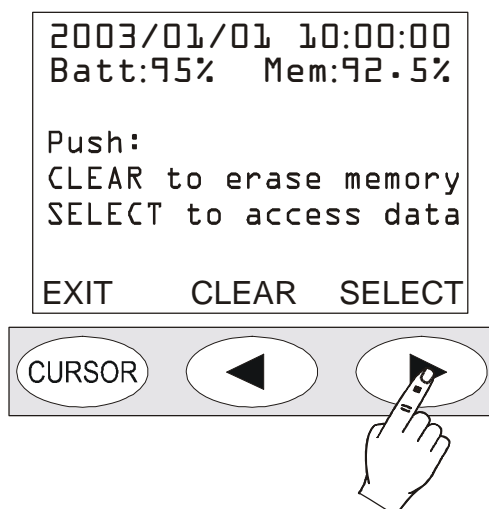 2003/01/01 10:00:00
Batt:95% Mem:92.5%
Push:
CLEAR to erase memory
SELECT to access data
EXIT CLEAR SELECT
CURSOR